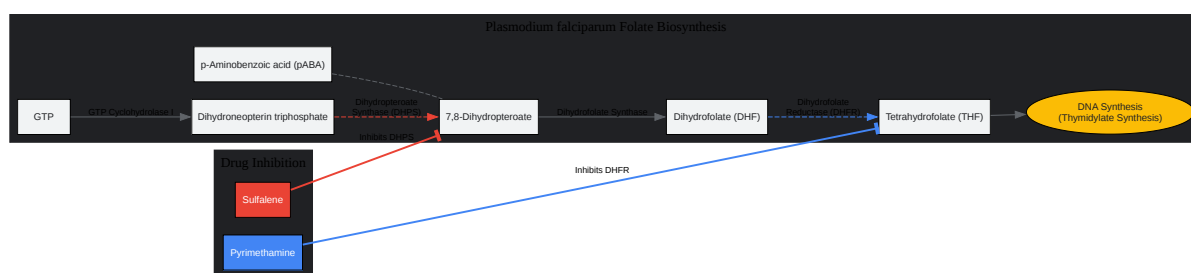 Plasmodium falciparum Folate Biosynthesis
p-Aminobenzoic acid (pABA)
GTP
GTP Cyclohydrolase I
Dihydroneopterin triphosphate
Dihydropteroate
Synthase (DHPS)
7,8-Dihydropteroate
Dihydrofolate Synthase
Dihydrofolate (DHF)
Dihydrofolate
Reductase (DHFR)
Tetrahydrofolate (THF)
DNA Synthesis
(Thymidylate Synthesis)
Inhibits DHPS
Drug Inhibition
Inhibits DHFR
Sulfalene
Pyrimethamine